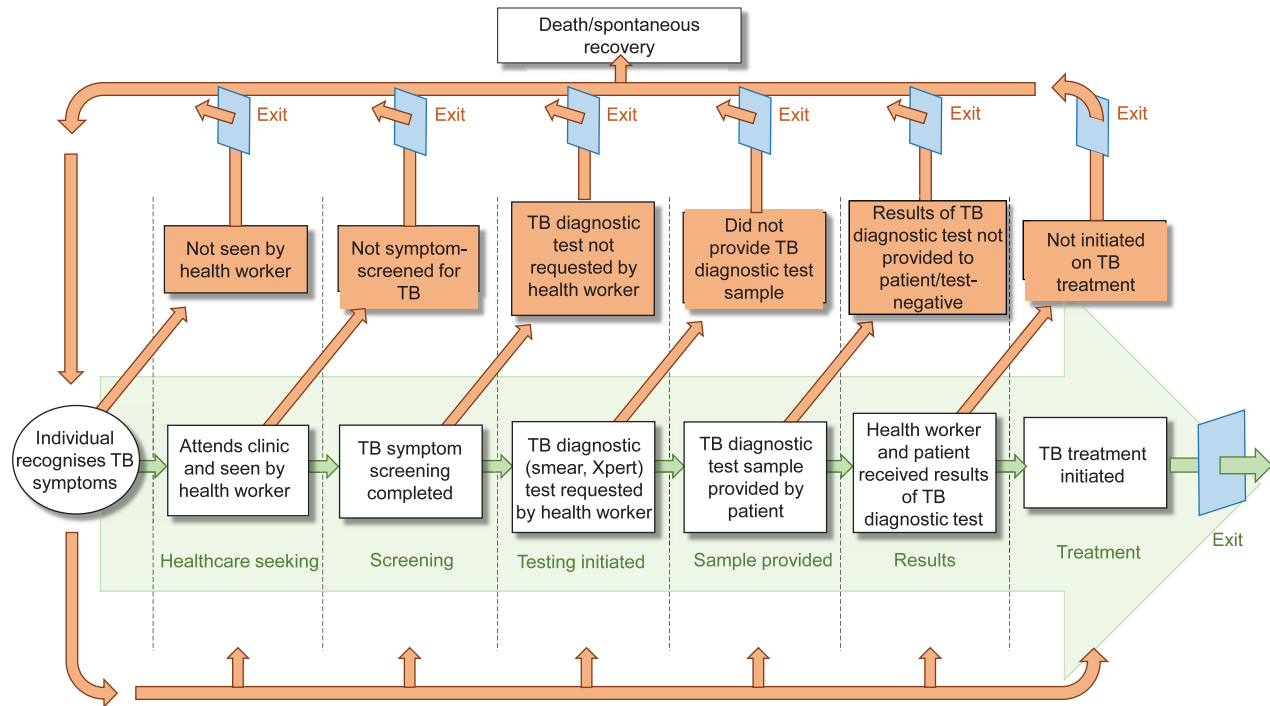 Death/spontaneous
recovery
Exit
Exit
Exit
Exit
Exit
Exit
Not seen by
health worker
Not symptom-
screened for
TB
TB diagnostic
test not
requested by
health worker
Did not
provide TB
diagnostic test
sample
Results of TB
diagnostic test not
provided to
patient/test-
negative
Not initiated
on TB
treatment
Individual
recognises TB
symptoms
Attends clinic
and seen by
health worker
TB symptom
screening
completed
TB diagnostic
(smear, Xpert)
test requested
by health worker
TB diagnostic
test sample
provided by
patient
Health worker
and patient
received results
of TB
diagnostic test
TB treatment
initiated
Healthcare seeking
Screening
Testing initiated
Sample provided
Results
Treatment
Exit